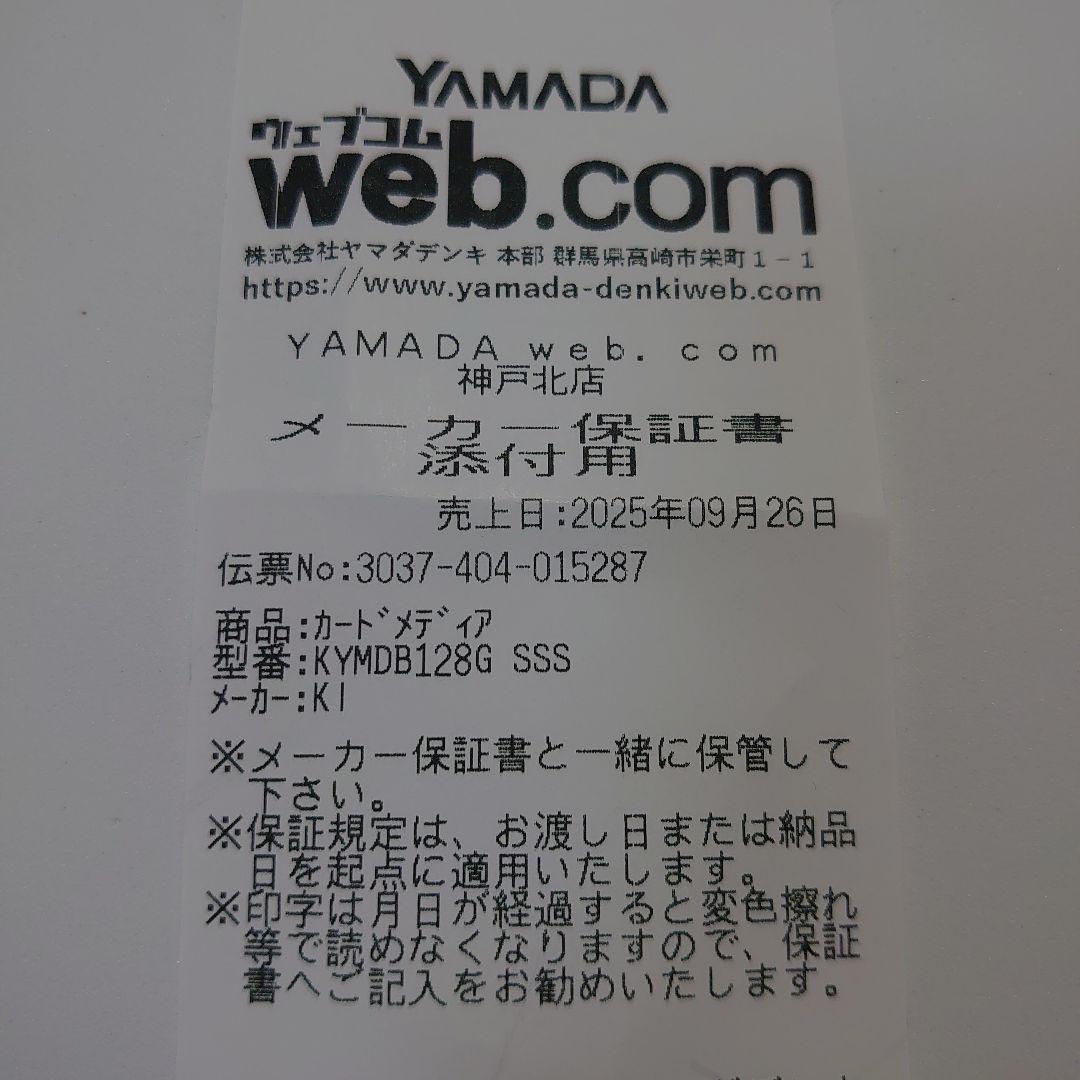 YAMADA
ウェブコム
web.com
株式会社ヤマダデンキ 本部 群馬県高崎市栄町1-1
https://www.yamada-denkiweb.com
YAMADA web. com
神戸北店
メーカー保証書
添付用
売上日:2025年09月26日
伝票No:3037-404-015287
商品:カードメディア
型番:KYMDB128G SSS
メーカー:KI
※メーカー保証書と一緒に保管して
下さい。
※保証規定は、お渡し日または納品
日を起点に適用いたします。
※印字は月日が経過すると変色擦れ
等で読めなくなりますので、保証
書へご記入をお勧めいたします。